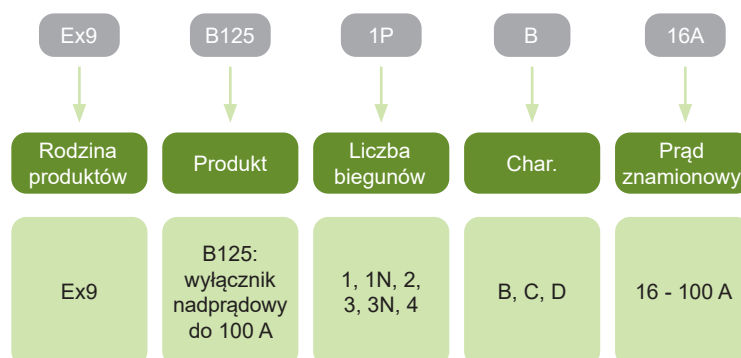 Ex9
B125
1P
B
16A
Rodzina
produktów
Produkt
Liczba
biegunów
Char.
Prąd
znamionowy
Ex9
B125:
wyłącznik
nadprądowy
do 100 A
1, 1N, 2,
3, 3N, 4
B, C, D
16 - 100 A